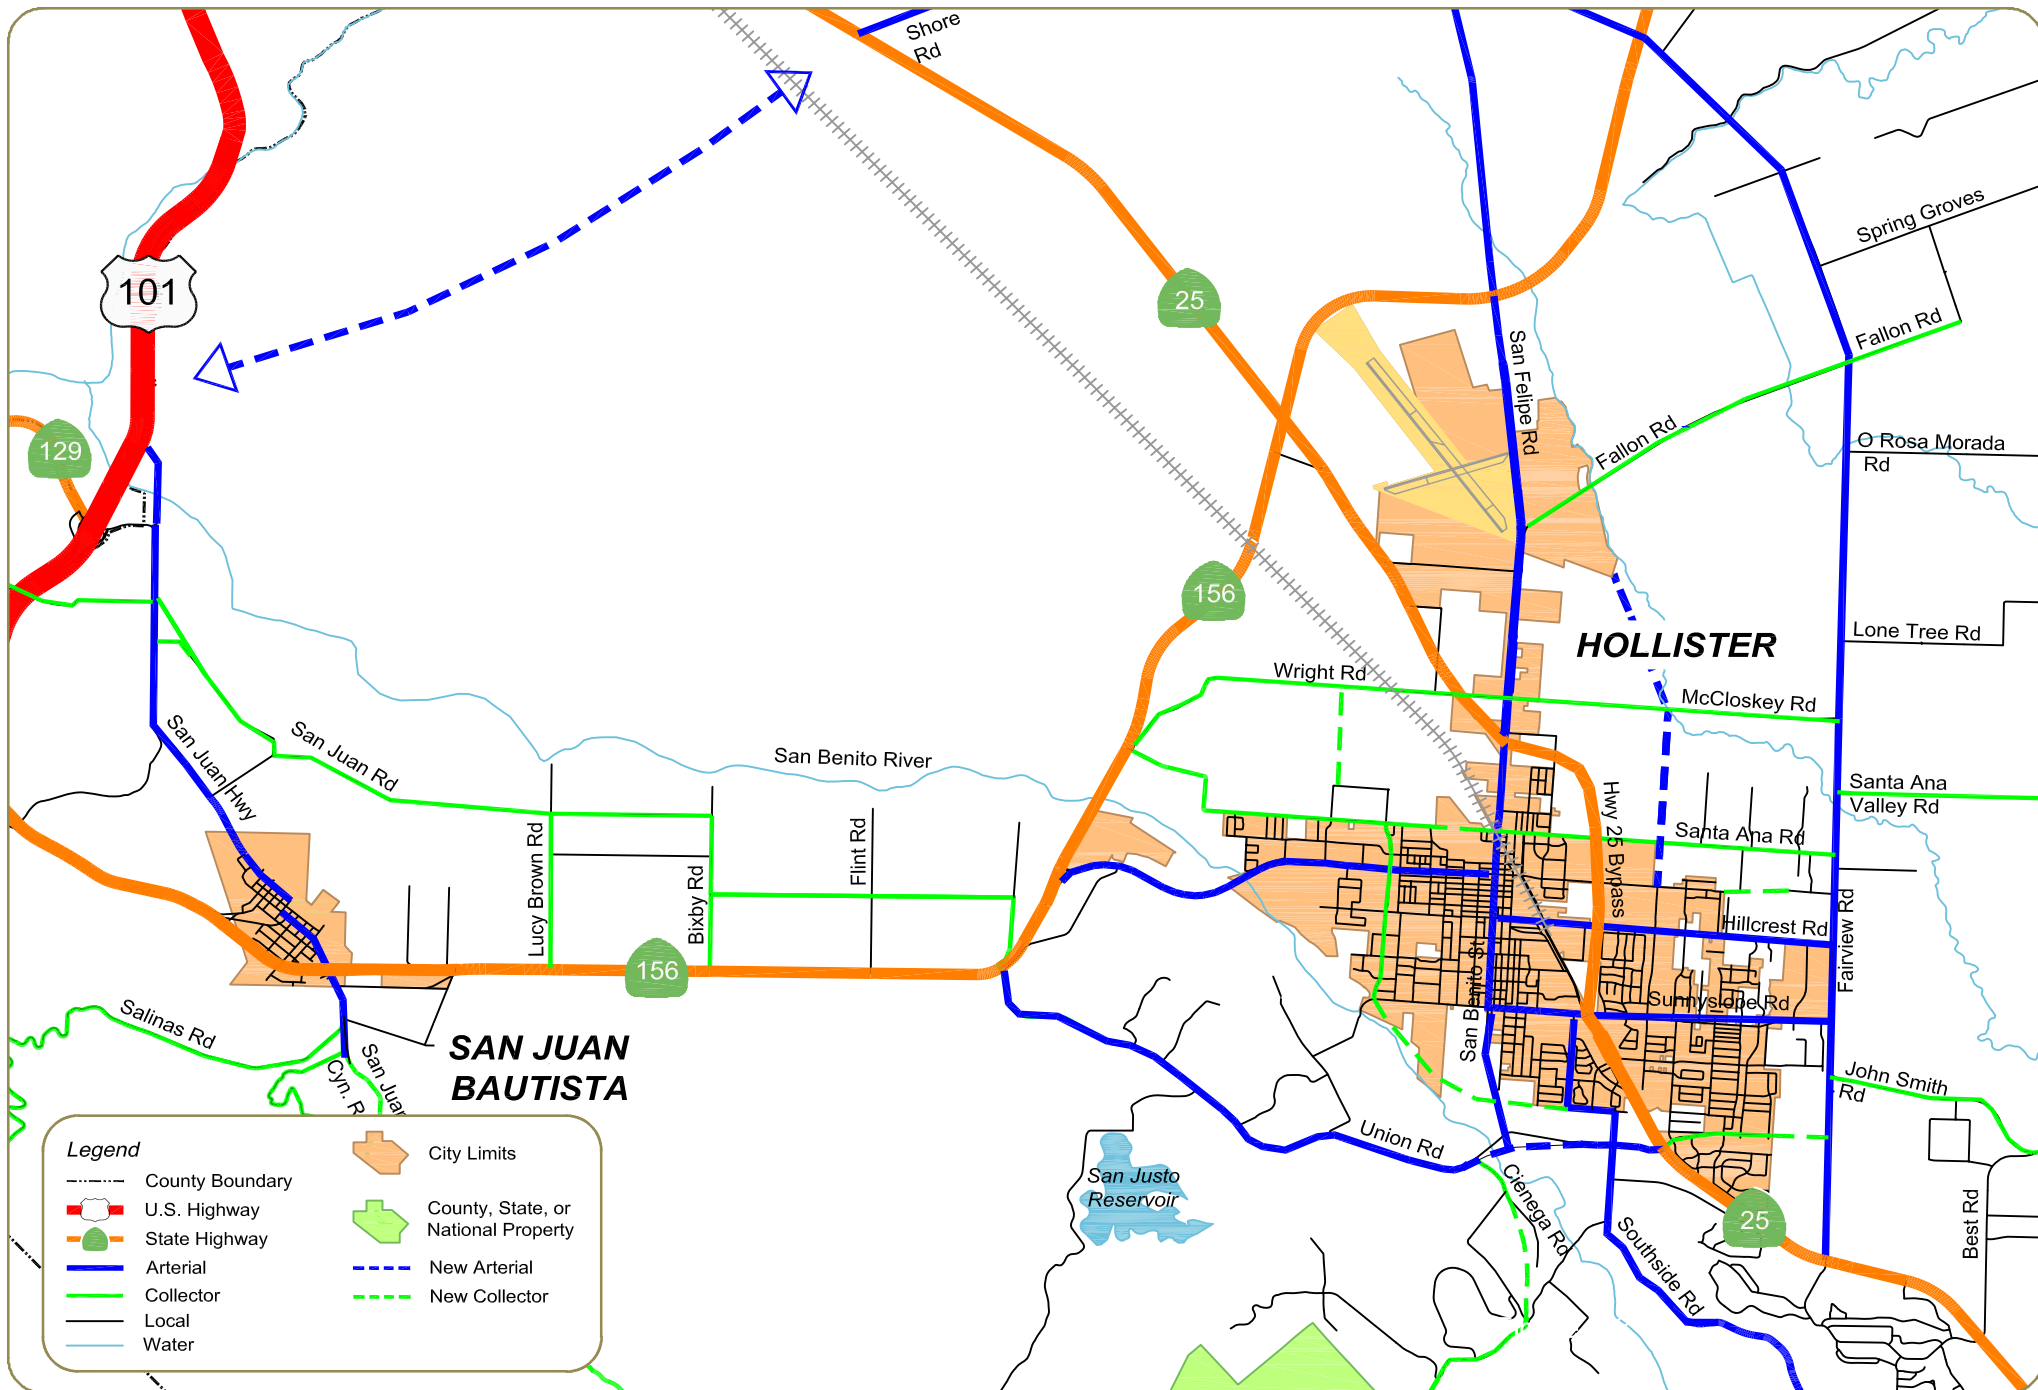 Shore
Rd
101
25
Spring Groves
Fallon Rd
San Felipe Rd
Fallon Rd
129
O Rosa Morada
Rd
156
HOLLISTER
Lone Tree Rd
Wright Rd
McCloskey Rd
San Juan Hwy
San Juan Rd
San Benito River
Hwy 25 Bypass
Santa Ana
Valley Rd
Santa Ana Rd
Lucy Brown Rd
Bixby Rd
Flint Rd
Hillcrest Rd
Fairview Rd
San Benito St
156
Sunnyslope Rd
Salinas Rd
SAN JUAN
BAUTISTA
San Juan
Cyn. R
John Smith
Rd
Union Rd
San Justo
Reservoir
Cienega Rd
Southside Rd
25
Best Rd
Legend
County Boundary
U.S. Highway
State Highway
Arterial
Collector
Local
Water
City Limits
County, State, or
National Property
New Arterial
New Collector